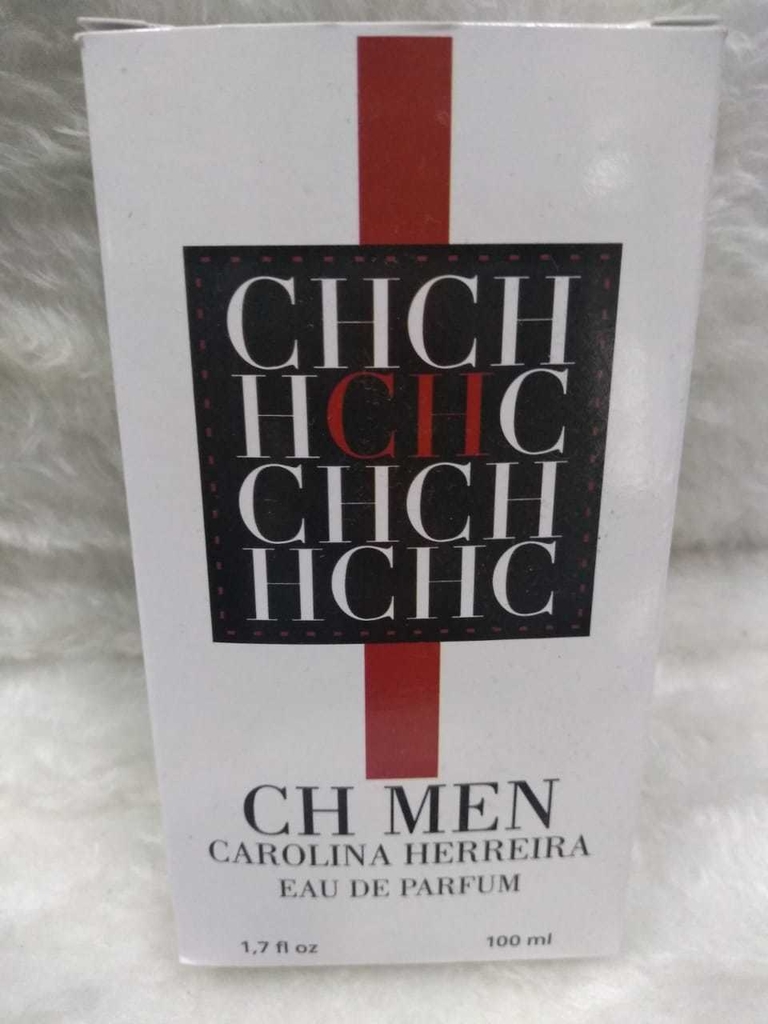 CHCH
HCHC
CHCH
HCHC
CH MEN
CAROLINA HERREIRA
EAU DE PARFUM
1,7 fl oz 100 ml